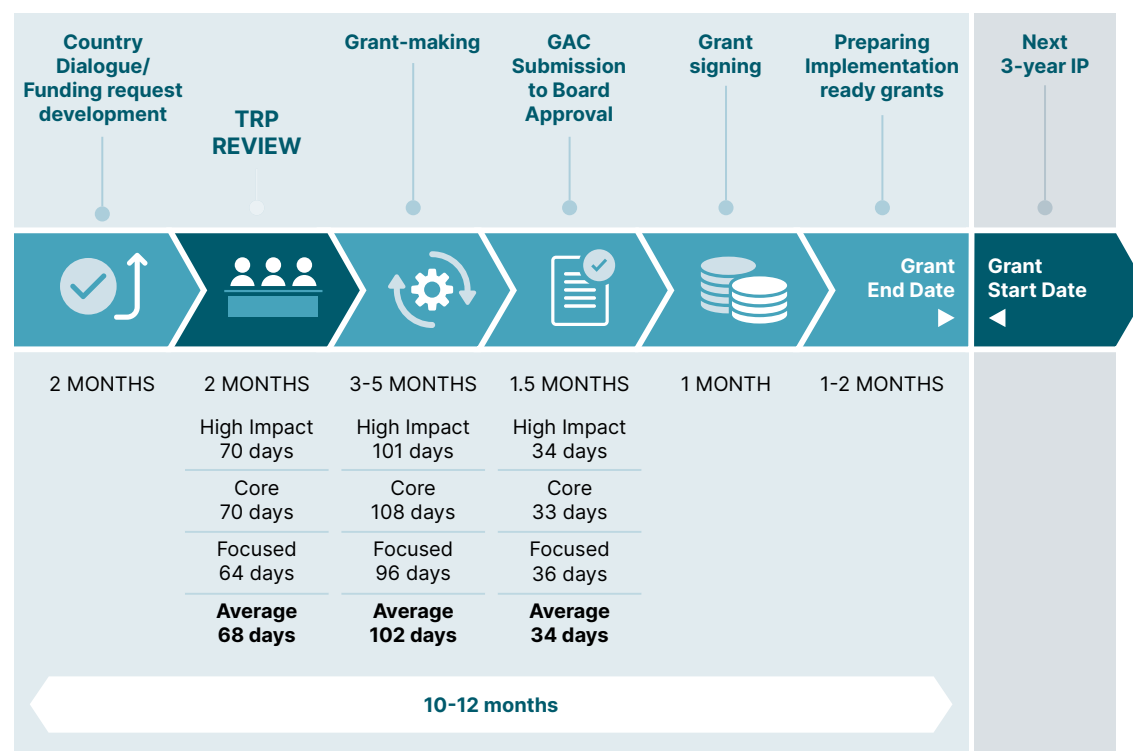 Country
Dialogue/
Funding request
development
TRP
REVIEW
Grant-making
GAC
Submission
to Board
Approval
Grant
signing
Preparing
Implementation
ready grants
Next
3-year IP
Grant
End Date
Grant
Start Date
2 MONTHS
2 MONTHS
3-5 MONTHS
1.5 MONTHS
1 MONTH
1-2 MONTHS
High Impact
70 days
High Impact
101 days
High Impact
34 days
Core
70 days
Core
108 days
Core
33 days
Focused
64 days
Focused
96 days
Focused
36 days
Average
68 days
Average
102 days
Average
34 days
10-12 months